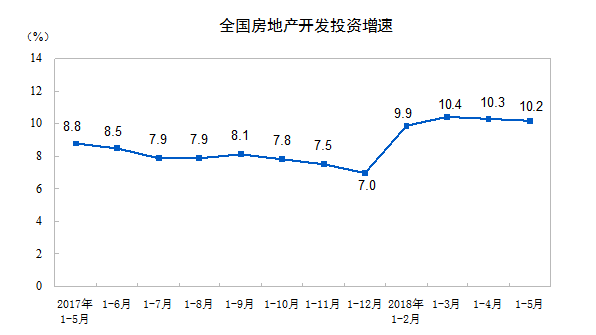 全国房地产开发投资增速
(%)
14
12
10
8
6
4
2
0
8.8
8.5
7.9
7.9
8.1
7.8
7.5
7.0
9.9
10.4
10.3
10.2
2017年
1-5月
1-6月
1-7月
1-8月
1-9月
1-10月
1-11月
1-12月
2018年
1-2月
1-3月
1-4月
1-5月